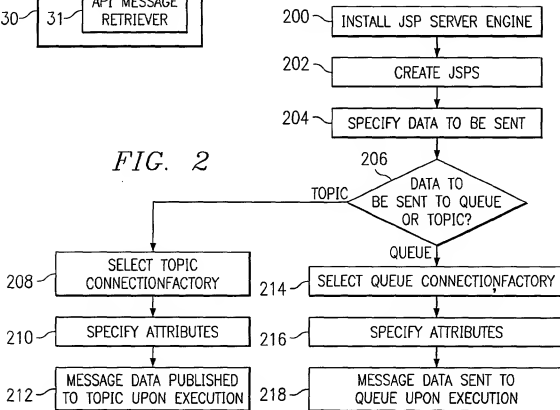 API MESSAGE
RETRIEVER
30
31
200
INSTALL JSP SERVER ENGINE
202
CREATE JSPS
204
SPECIFY DATA TO BE SENT
FIG. 2
206
DATA TO
BE SENT TO QUEUE
OR TOPIC?
TOPIC
QUEUE
208
SELECT TOPIC
CONNECTIONFACTORY
214
SELECT QUEUE CONNECTIONFACTORY
210
SPECIFY ATTRIBUTES
216
SPECIFY ATTRIBUTES
212
MESSAGE DATA PUBLISHED
TO TOPIC UPON EXECUTION
218
MESSAGE DATA SENT TO
QUEUE UPON EXECUTION